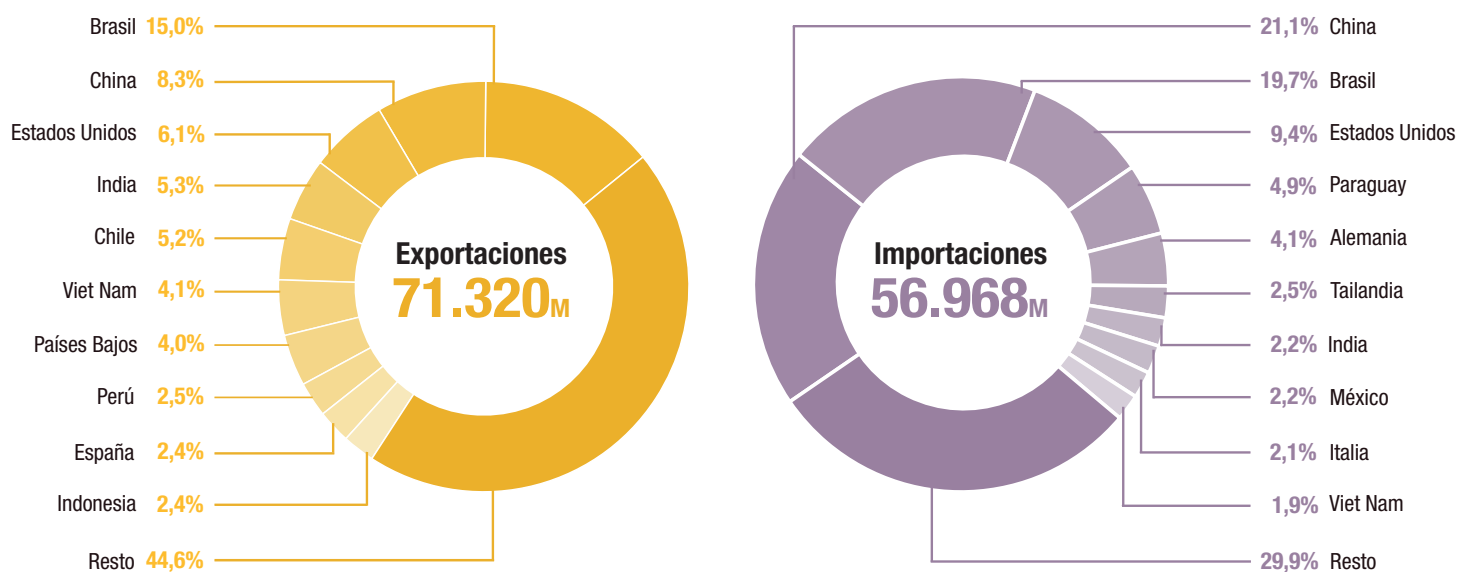 Brasil 15,0%
China 8,3%
Estados Unidos 6,1%
India 5,3%
Chile 5,2%
Viet Nam 4,1%
Países Bajos 4,0%
Perú 2,5%
España 2,4%
Indonesia 2,4%
Resto 44,6%
Exportaciones
71.320M
21,1% China
19,7% Brasil
9,4% Estados Unidos
4,9% Paraguay
4,1% Alemania
2,5% Tailandia
2,2% India
2,2% México
2,1% Italia
1,9% Viet Nam
29,9% Resto
Importaciones
56.968M